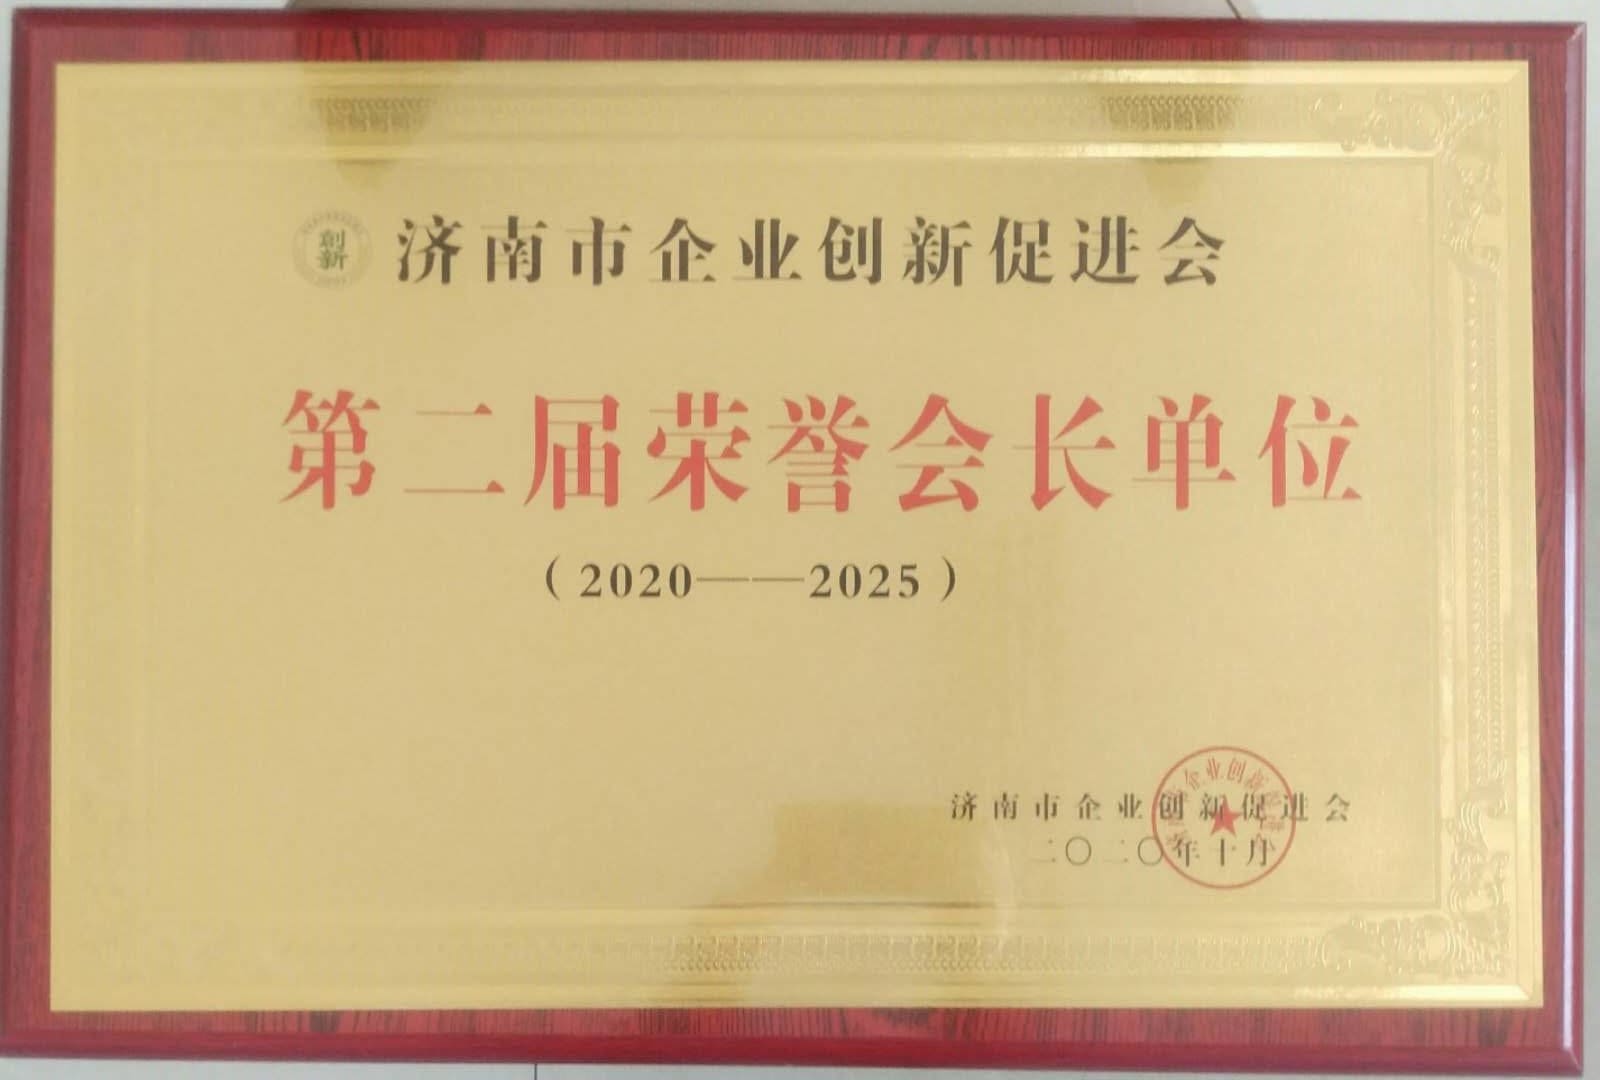 創新
济南市企业创新促进会
第二届荣誉会长单位
（2020——2025）
济南市企业创新促进会
二〇二〇年十月